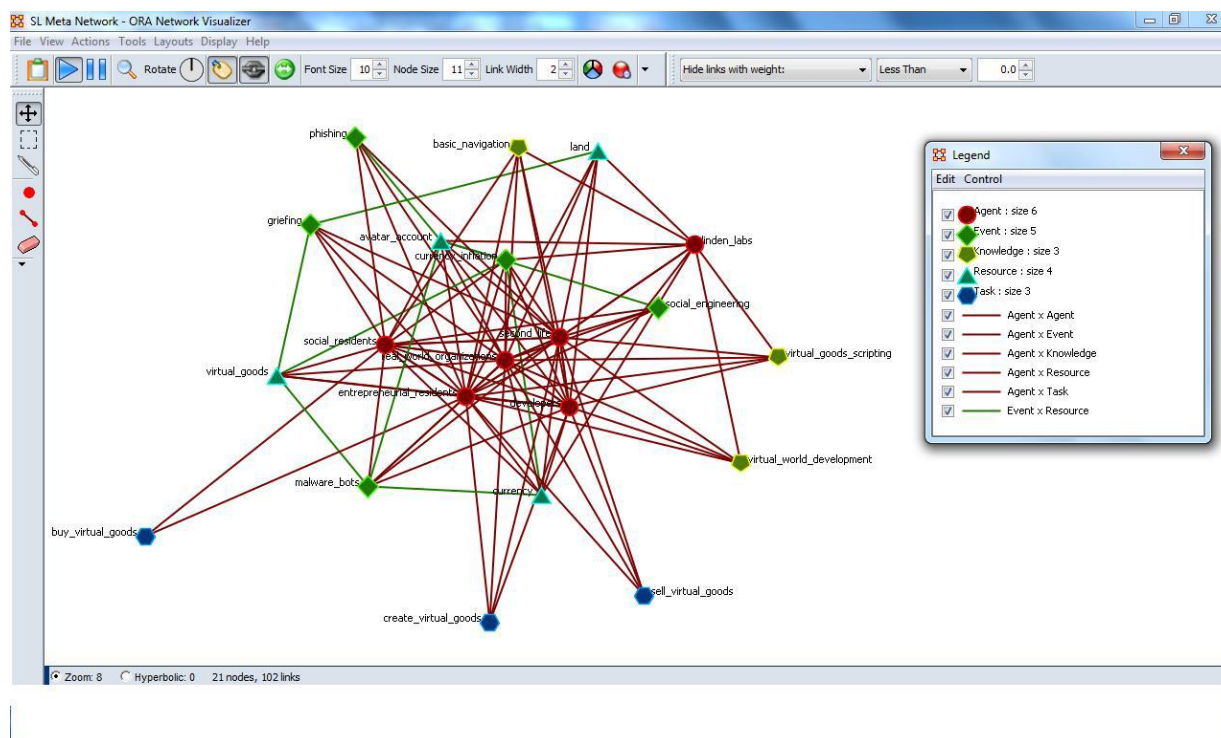 SL Meta Network - ORA Network Visualizer
File View Actions Tools Layouts Display Help
Rotate Font Size 10 Node Size 11 Link Width 2 Hide links with weight: Less Than 0.0
phishing
basic_navigation
land
griefing
avatar_account
linden_labs
currency_inflation
social_engineering
second_life
social_residents
real_world_organizations
virtual_goods_scripting
virtual_goods
entrepreneurial_residents
developers
virtual_world_development
malware_bots
currency
buy_virtual_goods
sell_virtual_goods
create_virtual_goods
Legend
Edit Control
Agent : size 6
Event : size 5
Knowledge : size 3
Resource : size 4
Task : size 3
Agent x Agent
Agent x Event
Agent x Knowledge
Agent x Resource
Agent x Task
Event x Resource
Zoom: 8 Hyperbolic: 0 21 nodes, 102 links